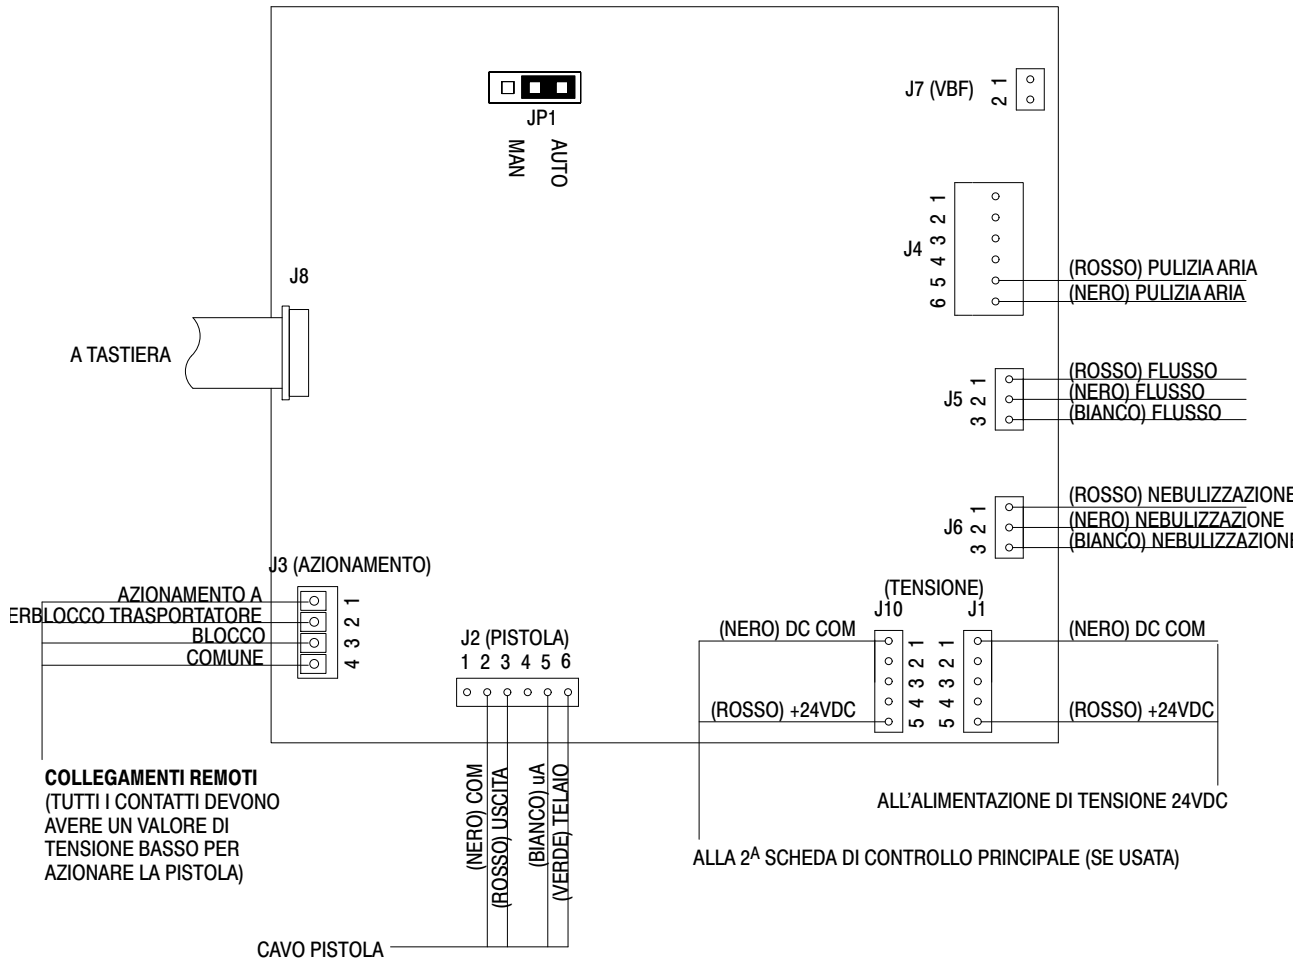 JP1
MAN
AUTO
J7 (VBF)
1
2
J4
1
2
3
4
5
6
(ROSSO) PULIZIA ARIA
(NERO) PULIZIA ARIA
J8
A TASTIERA
J5
1
2
3
(ROSSO) FLUSSO
(NERO) FLUSSO
(BIANCO) FLUSSO
J6
1
2
3
(ROSSO) NEBULIZZAZIONE
(NERO) NEBULIZZAZIONE
(BIANCO) NEBULIZZAZIONE
J3 (AZIONAMENTO)
AZIONAMENTO A
ERBLOCCO TRASPORTATORE
BLOCCO
COMUNE
1
2
3
4
COLLEGAMENTI REMOTI
(TUTTI I CONTATTI DEVONO
AVERE UN VALORE DI
TENSIONE BASSO PER
AZIONARE LA PISTOLA)
J2 (PISTOLA)
1 2 3 4 5 6
(NERO) COM
(ROSSO) USCITA
(BIANCO) uA
(VERDE) TELAIO
CAVO PISTOLA
(TENSIONE)
J10
J1
1
2
3
4
5
1
2
3
4
5
(NERO) DC COM
(ROSSO) +24VDC
(NERO) DC COM
(ROSSO) +24VDC
ALL'ALIMENTAZIONE DI TENSIONE 24VDC
ALLA 2A SCHEDA DI CONTROLLO PRINCIPALE (SE USATA)